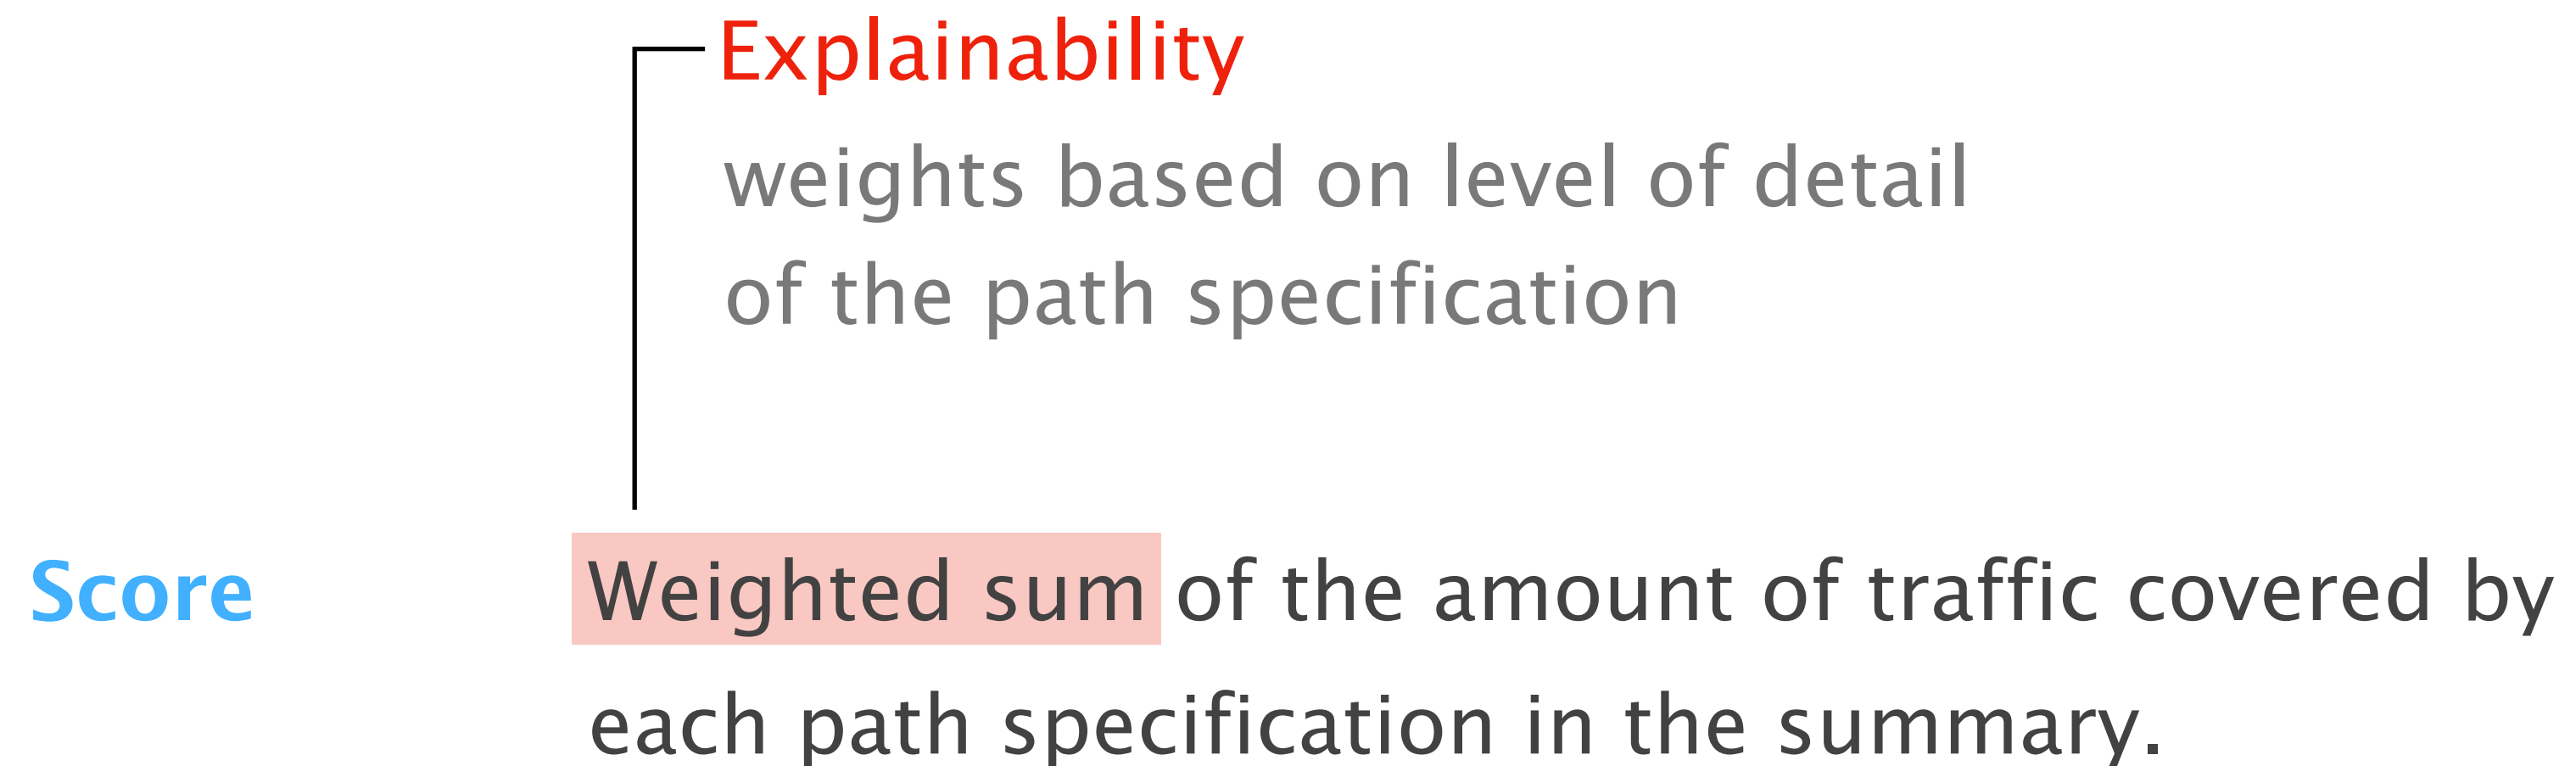 Explainability
weights based on level of detail
of the path specification
Score Weighted sum of the amount of traffic covered by
each path specification in the summary.